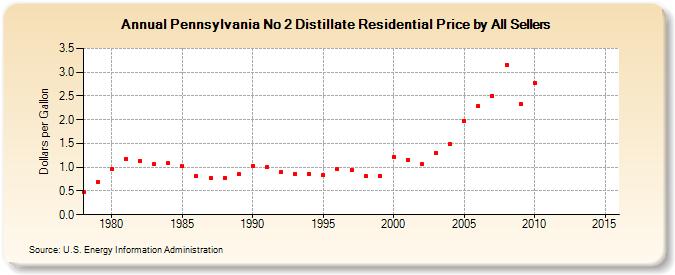 Annual Pennsylvania No 2 Distillate Residential Price by All Sellers
Dollars per Gallon
3.5
3.0
2.5
2.0
1.5
1.0
0.5
0.0
1980 1985 1990 1995 2000 2005 2010 2015
Source: U.S. Energy Information Administration